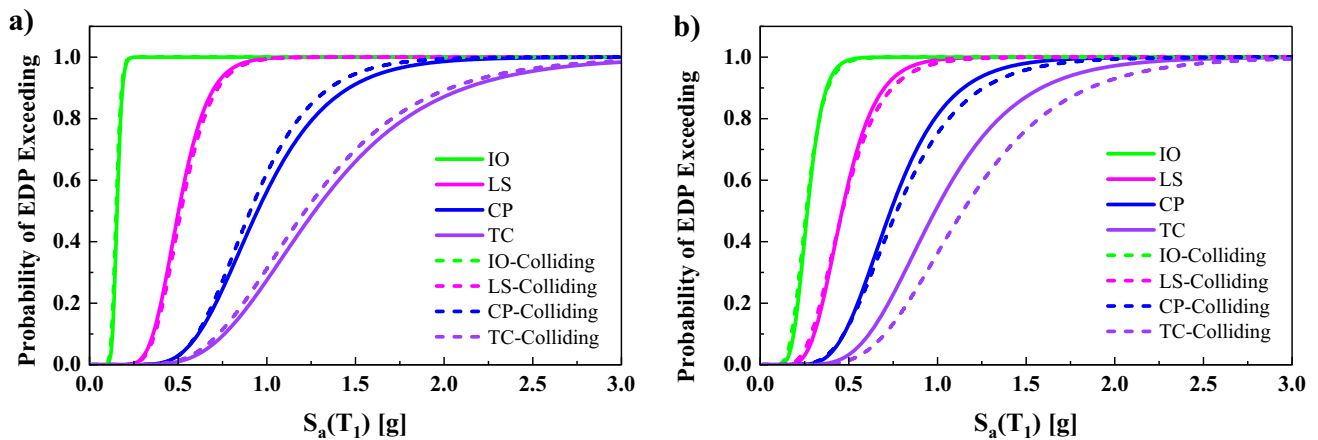 a)
Probability of EDP Exceeding
1.0
0.8
0.6
0.4
0.2
0.0
0.0 0.5 1.0 1.5 2.0 2.5 3.0
Sₐ(T₁) [g]
IO
LS
CP
TC
IO-Colliding
LS-Colliding
CP-Colliding
TC-Colliding
b)
Probability of EDP Exceeding
1.0
0.8
0.6
0.4
0.2
0.0
0.0 0.5 1.0 1.5 2.0 2.5 3.0
Sₐ(T₁) [g]
IO
LS
CP
TC
IO-Colliding
LS-Colliding
CP-Colliding
TC-Colliding